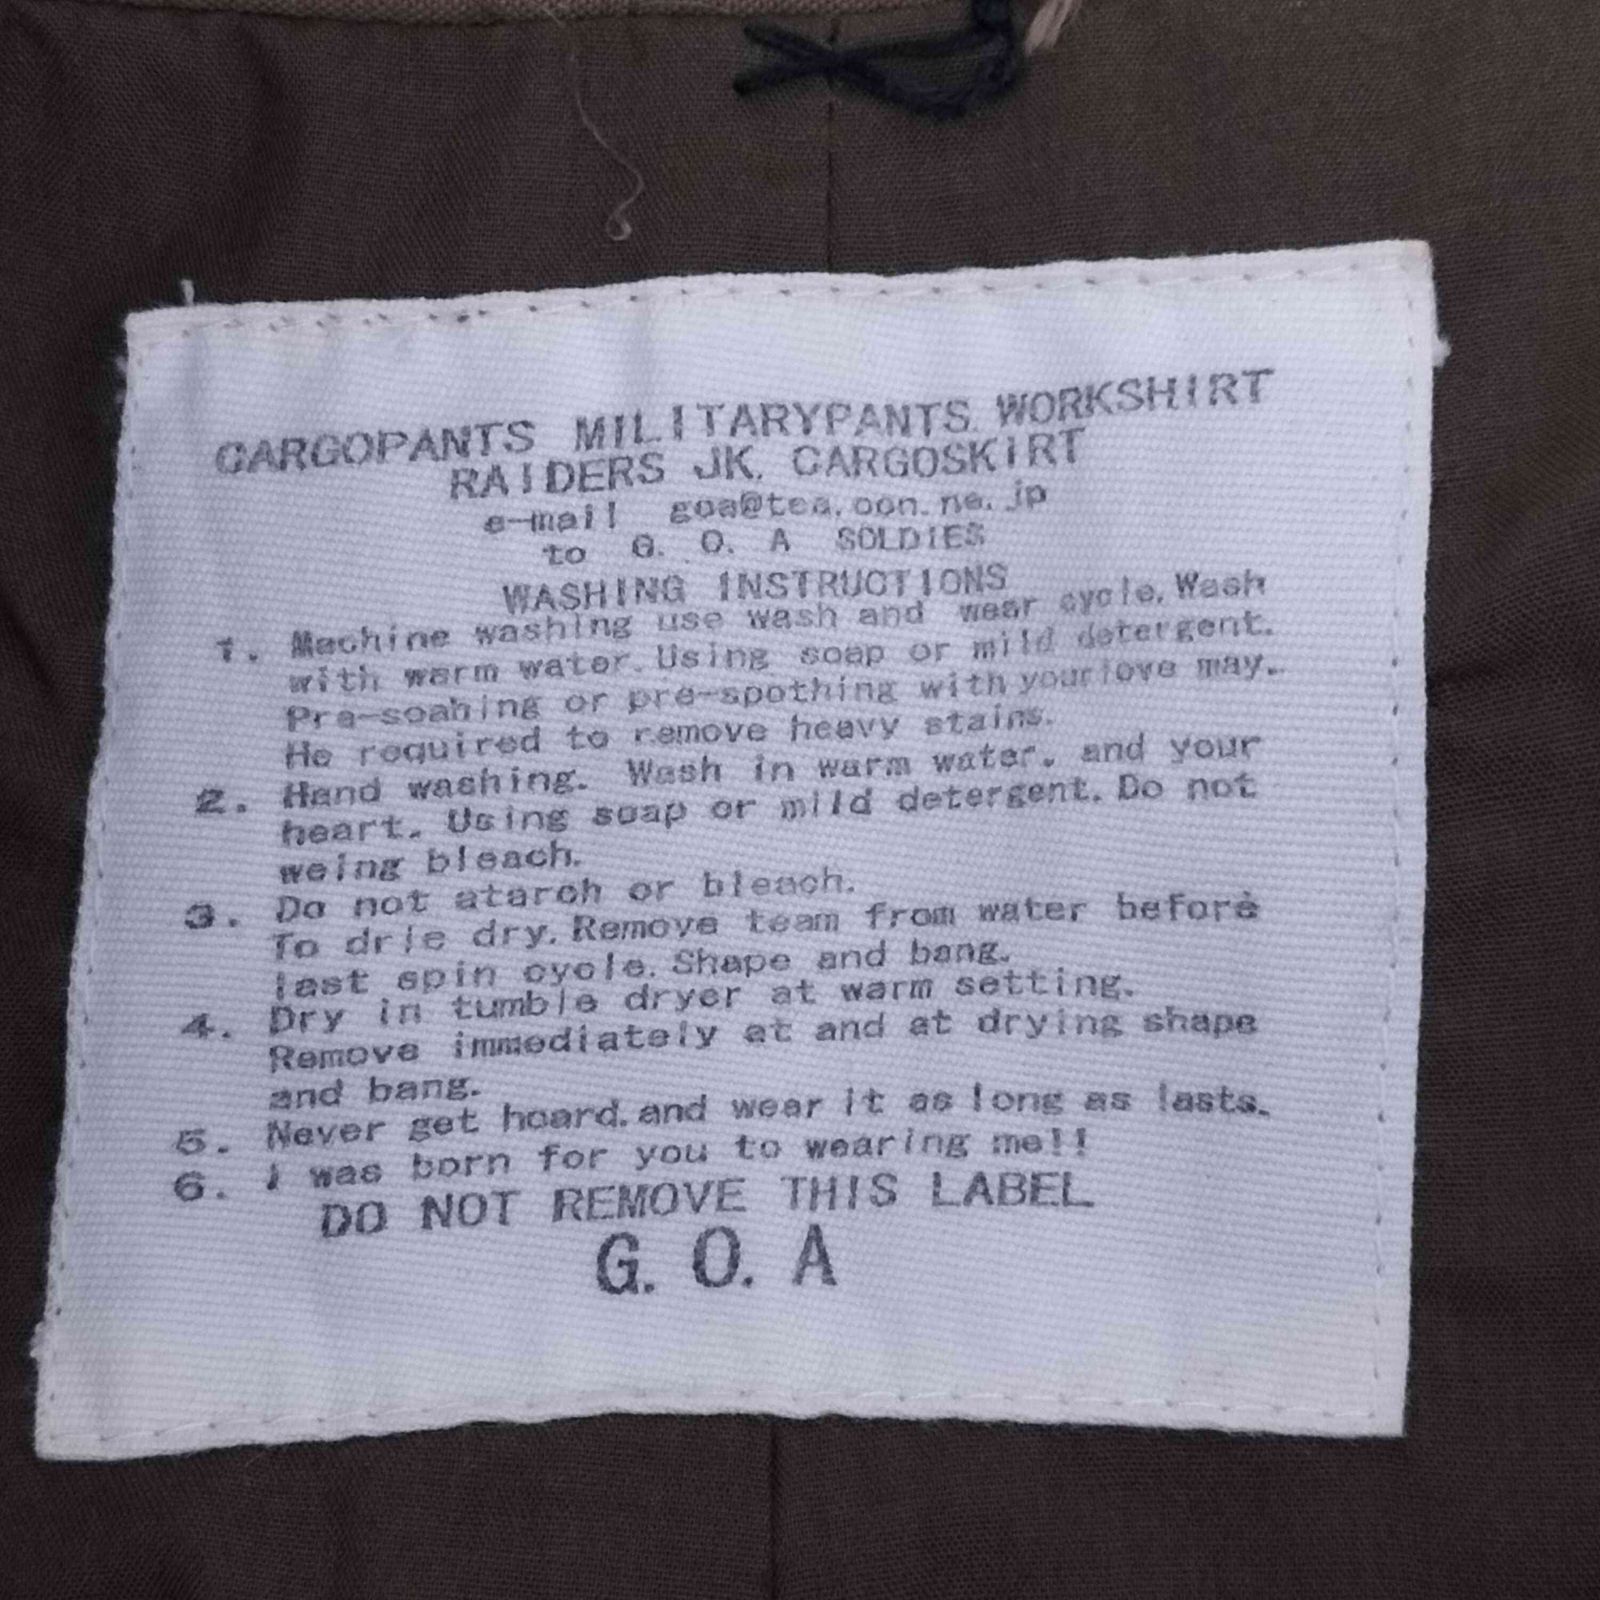 CARGOPANTS MILITARYPANTS. WORKSHIRT
RAIDERS JK. CARGOSKIRT
e-mail goa@tea.oon.ne.jp
to G. O. A SOLDIES
WASHING INSTRUCTIONS
1. Machine washing use wash and wear cycle. Wash
with warm water. Using soap or mild detergent.
Pre-soahing or pre-spothing with your love may.
He required to remove heavy stains.
2. Hand washing. Wash in warm water. and your
heart. Using soap or mild detergent. Do not
weing bleach.
3. Do not atarch or bleach.
To drie dry. Remove team from water before
last spin cycle. Shape and bang.
4. Dry in tumble dryer at warm setting.
Remove immediately at and at drying shape
and bang.
5. Never get hoard. and wear it as long as lasts.
6. I was born for you to wearing me!!
DO NOT REMOVE THIS LABEL
G. O. A